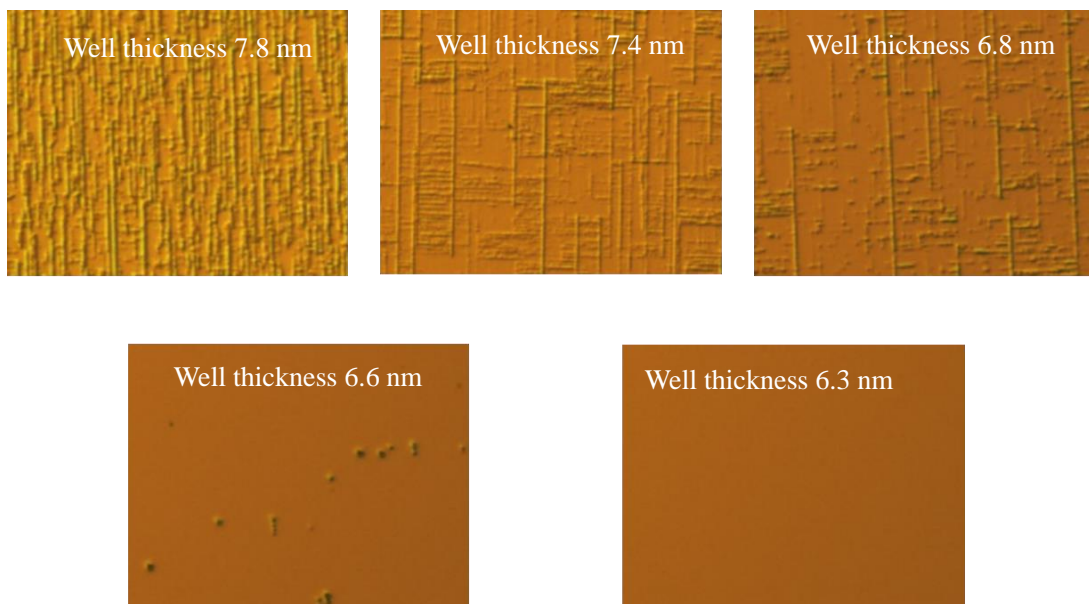 Well thickness 7.8 nm
Well thickness 7.4 nm
Well thickness 6.8 nm
Well thickness 6.6 nm
Well thickness 6.3 nm